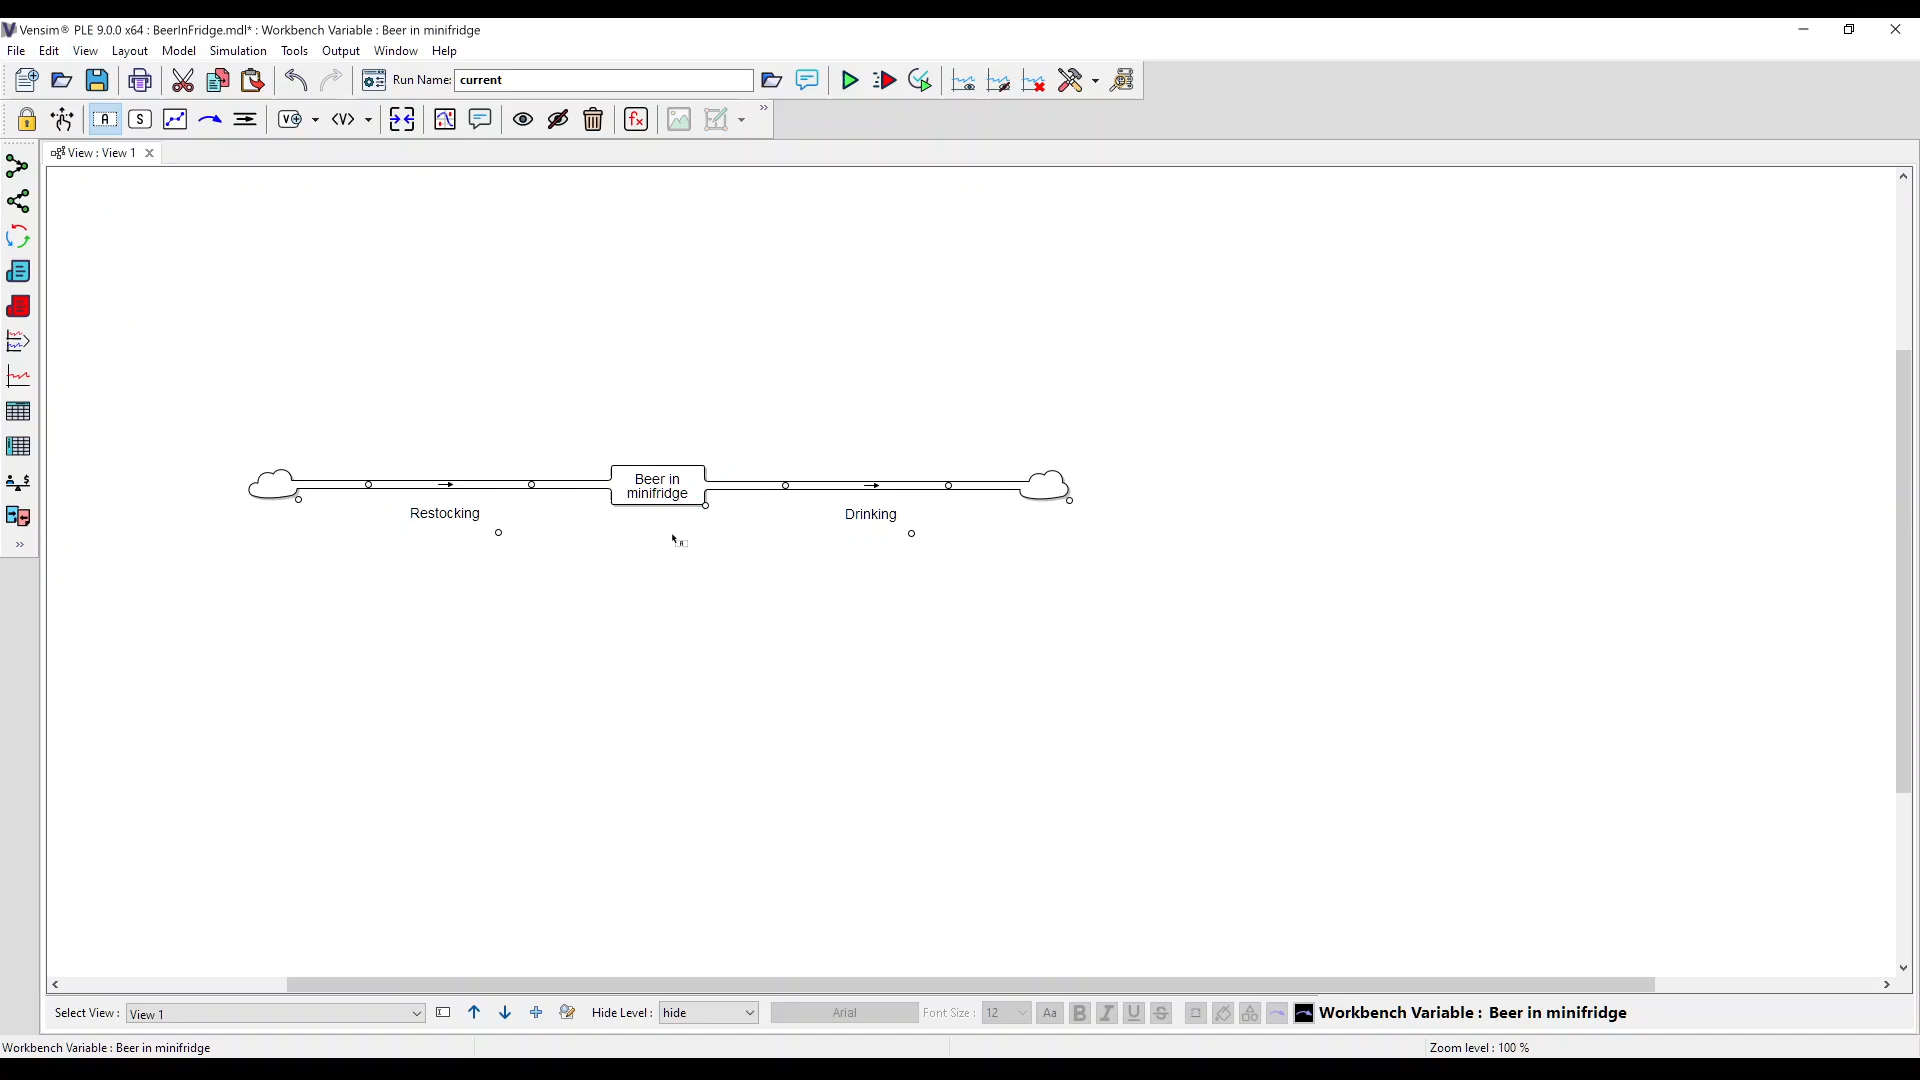 Vensim® PLE 9.0.0 x64 : BeerInFridge.mdl* : Workbench Variable : Beer in minifridge
File Edit View Layout Model Simulation Tools Output Window Help
Run Name: current
A S V <V> fx
View : View 1
Beer in
minifridge
Restocking
Drinking
Select View : View 1 Hide Level : hide Arial Font Size : 12 Aa B I U S Workbench Variable : Beer in minifridge
Workbench Variable : Beer in minifridge Zoom level : 100 %